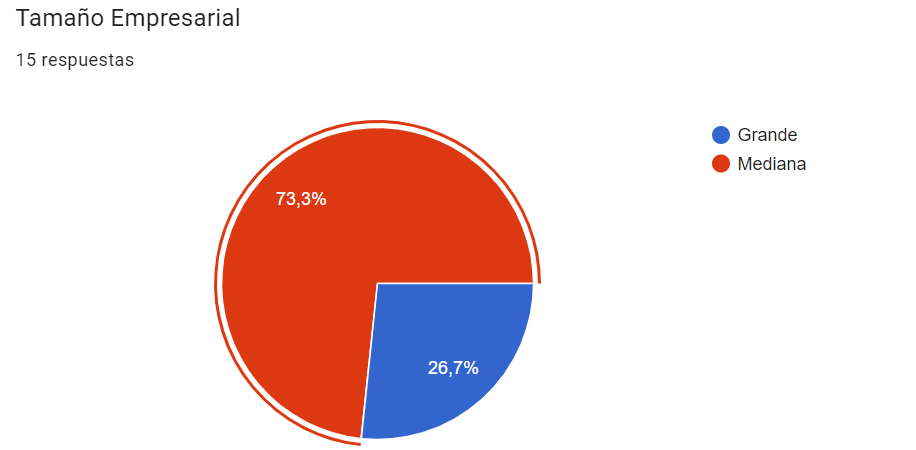 Tamaño Empresarial
15 respuestas
73,3%
26,7%
Grande
Mediana